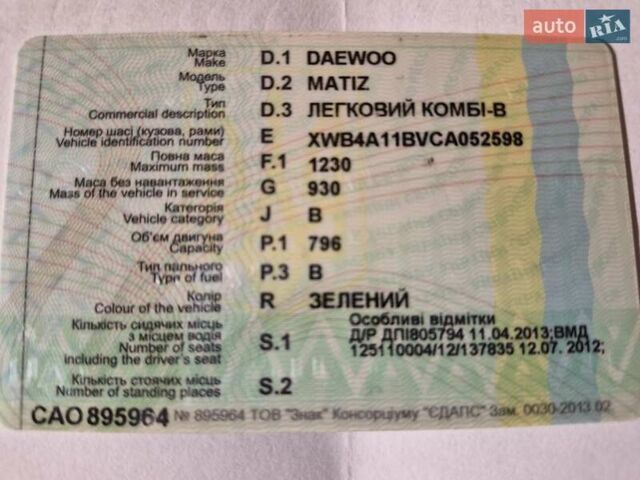 auto RIA .com
Марка D.1 DAEWOO
Make
Модель D.2 MATIZ
Type
Тип D.3 ЛЕГКОВИЙ КОМБІ-В
Commercial description
Номер шасі (кузова, рами) E XWB4A11BVCA052598
Vehicle identification number
Повна маса F.1 1230
Maximum mass
Маса без навантаження G 930
Mass of the vehicle in service
Категорія J B
Vehicle category
Об'єм двигуна P.1 796
Capacity
Тип пального P.3 B
Type of fuel
Колір R ЗЕЛЕНИЙ
Colour of the vehicle
Кількість сидячих місць Особливі відмітки
з місцем водія S.1 Д/Р ДПІ805794 11.04.2013;ВМД
Number of seats 125110004/12/137835 12.07. 2012;
including the driver's seat
Кількість стоячих місць S.2
Number of standing places
САО 895964 № 895964 ТОВ "Знак" Консорціуму "ЄДАПС" Зам. 0030-2013 02